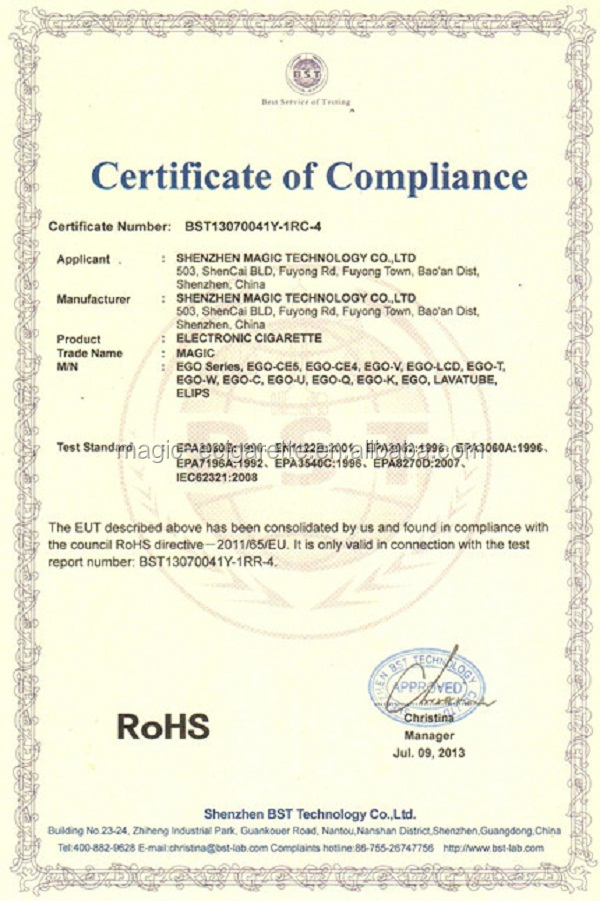 BST
Best Service of Testing
Certificate of Compliance
Certificate Number: BST13070041Y-1RC-4
Applicant : SHENZHEN MAGIC TECHNOLOGY CO.,LTD
503, ShenCai BLD, Fuyong Rd, Fuyong Town, Bao'an Dist,
Shenzhen, China
Manufacturer : SHENZHEN MAGIC TECHNOLOGY CO.,LTD
503, ShenCai BLD, Fuyong Rd, Fuyong Town, Bao'an Dist,
Shenzhen, China
Product : ELECTRONIC CIGARETTE
Trade Name : MAGIC
M/N : EGO Series, EGO-CE5, EGO-CE4, EGO-V, EGO-LCD, EGO-T,
EGO-W, EGO-C, EGO-U, EGO-Q, EGO-K, EGO, LAVATUBE,
ELIPS
Test Standard : EPA3060A:1996、
EPA7196A:1992、EPA3540C:1996、EPA8270D:2007、
IEC62321:2008
The EUT described above has been consolidated by us and found in compliance with
the council RoHS directive－2011/65/EU. It is only valid in connection with the test
report number: BST13070041Y-1RR-4.
APPROVED
RoHS
Christina
Manager
Jul. 09, 2013
Shenzhen BST Technology Co.,Ltd.
Building No.23-24, Zhiheng Industrial Park, Guankouer Road, Nantou,Nanshan District,Shenzhen,Guangdong,China
Tel:400-882-9628 E-mail:christina@bst-lab.com Complaints hotline:86-755-26747756 http://www.bst-lab.com